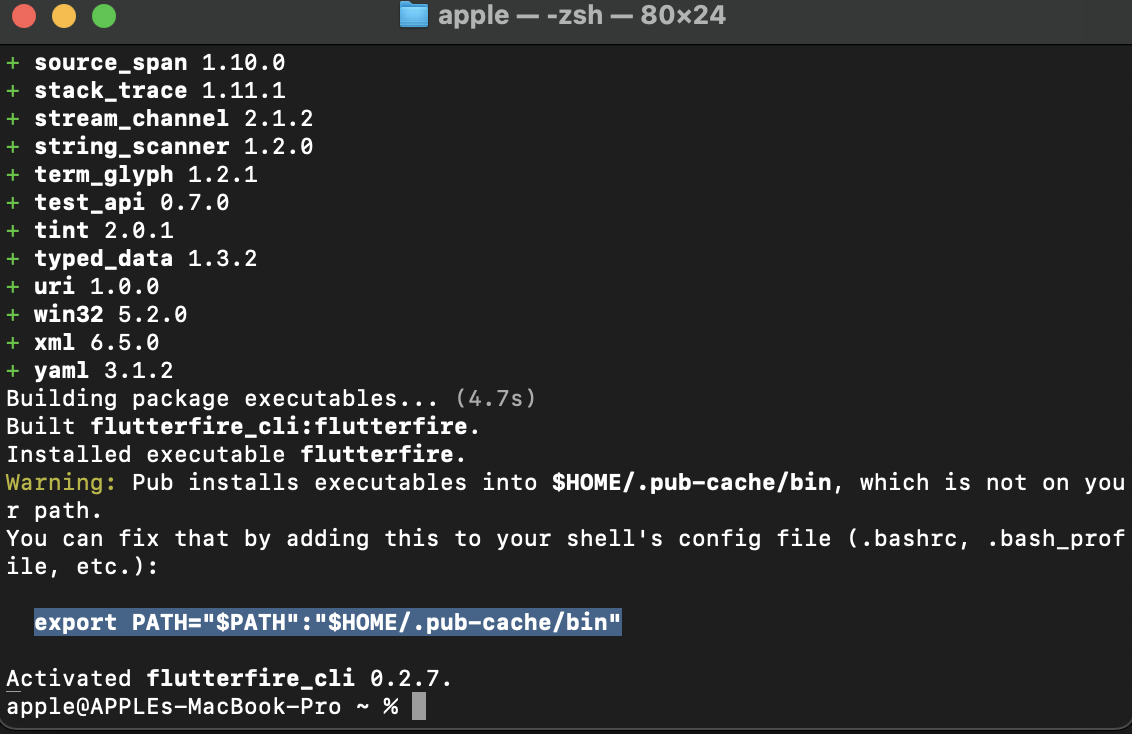 apple — -zsh — 80×24
+ source_span 1.10.0
+ stack_trace 1.11.1
+ stream_channel 2.1.2
+ string_scanner 1.2.0
+ term_glyph 1.2.1
+ test_api 0.7.0
+ tint 2.0.1
+ typed_data 1.3.2
+ uri 1.0.0
+ win32 5.2.0
+ xml 6.5.0
+ yaml 3.1.2
Building package executables... (4.7s)
Built flutterfire_cli:flutterfire.
Installed executable flutterfire.
Warning: Pub installs executables into $HOME/.pub-cache/bin, which is not on you
r path.
You can fix that by adding this to your shell's config file (.bashrc, .bash_prof
ile, etc.):
export PATH="$PATH":"$HOME/.pub-cache/bin"
Activated flutterfire_cli 0.2.7.
apple@APPLEs-MacBook-Pro ~ %